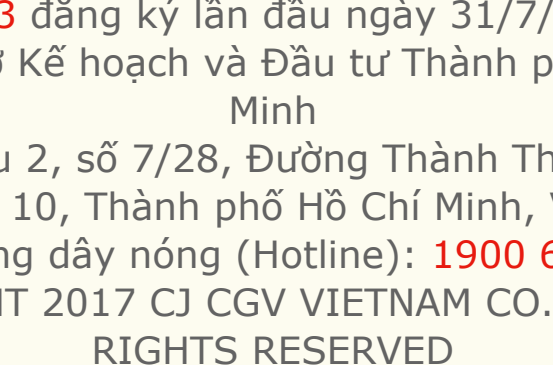 3 đăng ký lần đầu ngày 31/7/
Kế hoạch và Đầu tư Thành p
Minh
u 2, số 7/28, Đường Thành Th
10, Thành phố Hồ Chí Minh,
ng dây nóng (Hotline): 1900 6
HT 2017 CJ CGV VIETNAM CO.
RIGHTS RESERVED